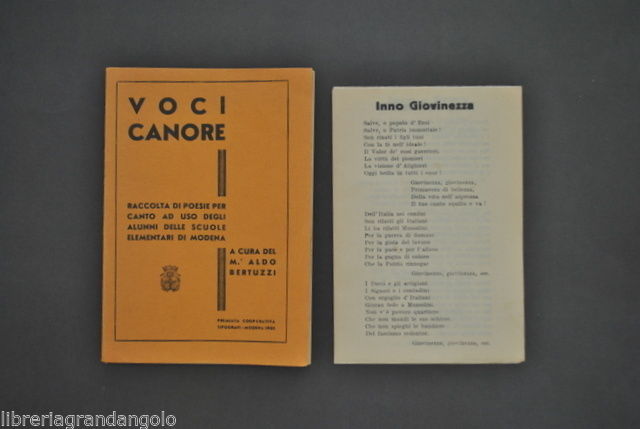 VOCI
CANORE
RACCOLTA DI POESIE PER
CANTO AD USO DEGLI
ALUNNI DELLE SCUOLE
ELEMENTARI DI MODENA
A CURA DEL
M.° ALDO
BERTUZZI
PREMIATA COOPERATIVA
TIPOGRAFI - MODENA
Inno Giovinezza
Salve, o popolo d' Eroi
Salve, o Patria immortale!
Son rinati i figli tuoi
Con la fè nell' ideale!
Il Valor de' tuoi guerrieri,
La virtù dei pionieri
La visione d' Alighieri
Oggi brilla in tutti i cuor!
Giovinezza, giovinezza,
Primavera di bellezza,
Della vita nell' asprezza
Il tuo canto squilla e va!
Dell' Italia nei confini
Son rifatti gli Italiani
Li ha rifatti Mussolini
Per la guerra di domani
Per la gioia del lavoro
Per la pace e per l' alloro
Per la gogna di coloro
Che la Patria rinnegar
Giovinezza, giovinezza, ecc.
I Poeti e gli artigiani
I Signori e i contadini
Con orgoglio d' Italiani
Giuran fede a Mussolini.
Non v' è povero quartiere
Che non mandi le sue schiere
Che non spieghi le bandiere
Del fascismo redentor.
Giovinezza, giovinezza, ecc.
libreriagrandangolo